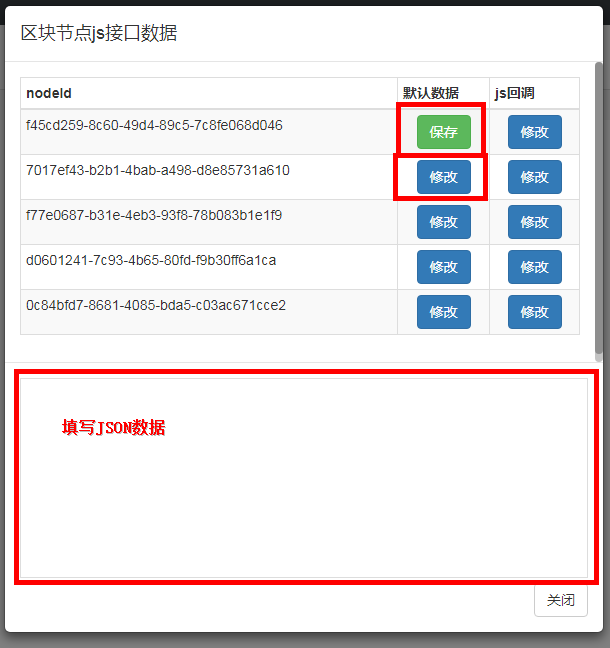 区块节点js接口数据
nodeId 默认数据 js回调
f45cd259-8c60-49d4-89c5-7c8fe068d046 保存 修改
7017ef43-b2b1-4bab-a498-d8e85731a610 修改 修改
f77e0687-b31e-4eb3-93f8-78b083b1e1f9 修改 修改
d0601241-7c93-4b65-80fd-f9b30ff6a1ca 修改 修改
0c84bfd7-8681-4085-bda5-c03ac671cce2 修改 修改
填写JSON数据
关闭